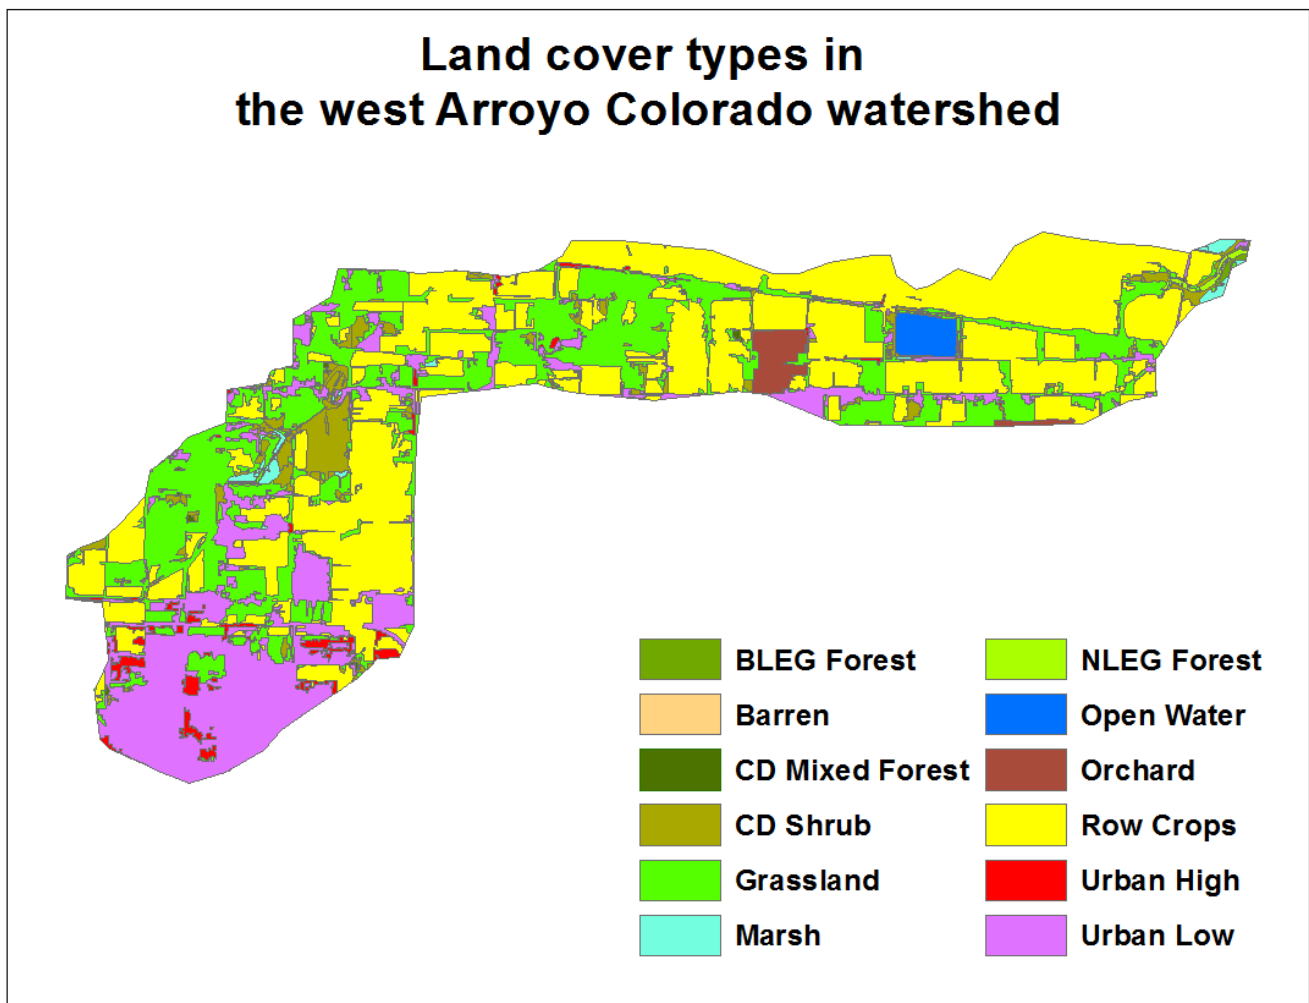 Land cover types in
the west Arroyo Colorado watershed
BLEG Forest
Barren
CD Mixed Forest
CD Shrub
Grassland
Marsh
NLEG Forest
Open Water
Orchard
Row Crops
Urban High
Urban Low